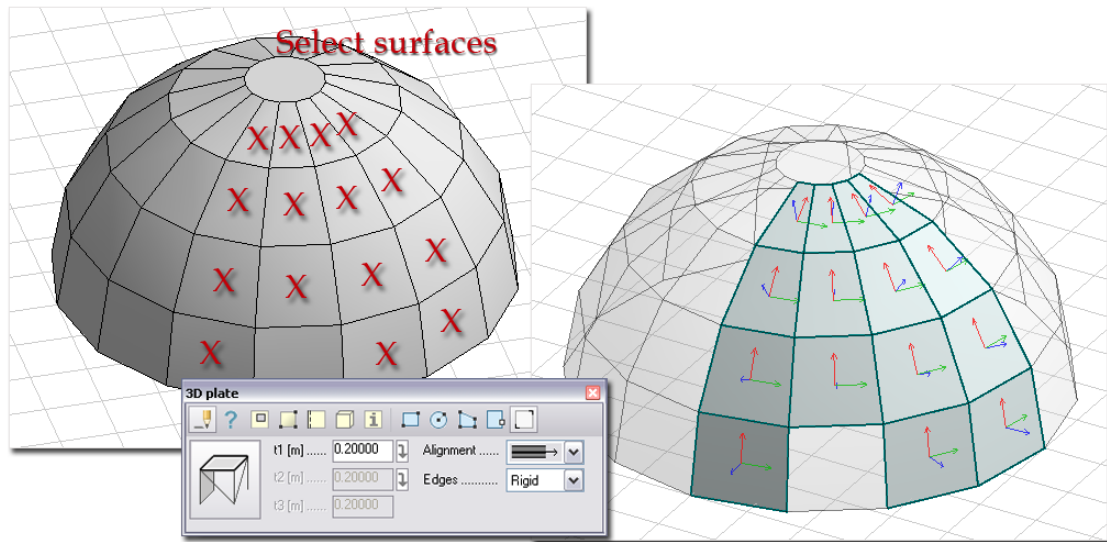 Select surfaces
X X X X
X X X X
X X X X
X X X
3D plate
t1 [m] ...... 0.20000 Alignment ......
t2 [m] ...... 0.20000 Edges .......... Rigid
t3 [m] ...... 0.20000